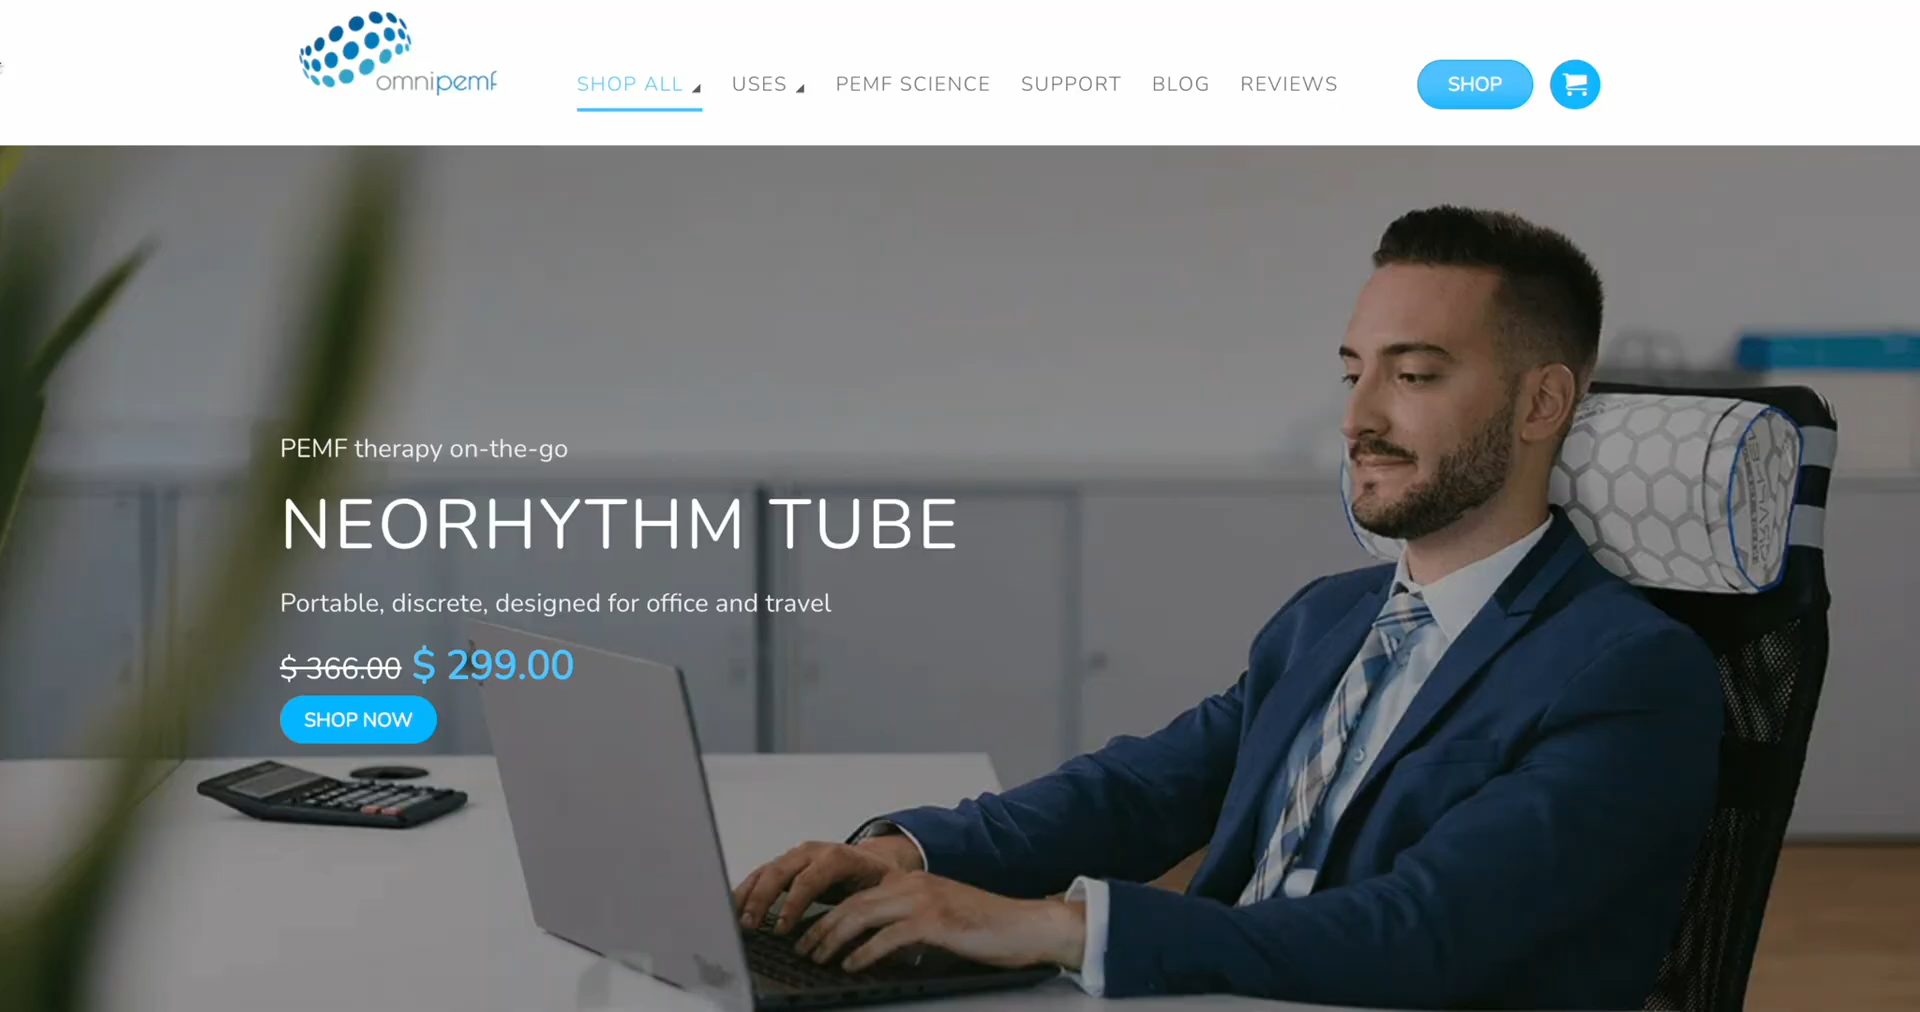 omnipemf
SHOP ALL
USES
PEMF SCIENCE
SUPPORT
BLOG
REVIEWS
SHOP
PEMF therapy on-the-go
NEORHYTHM TUBE
Portable, discrete, designed for office and travel
$ 366.00 $ 299.00
SHOP NOW